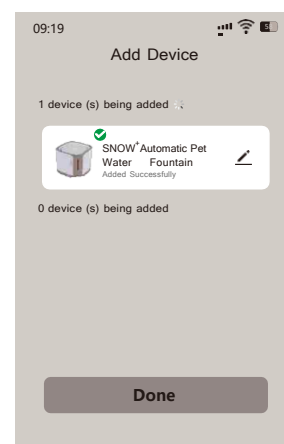 09:19
Add Device
1 device (s) being added
SNOW+Automatic Pet
Water Fountain
Added Successfully
0 device (s) being added
Done